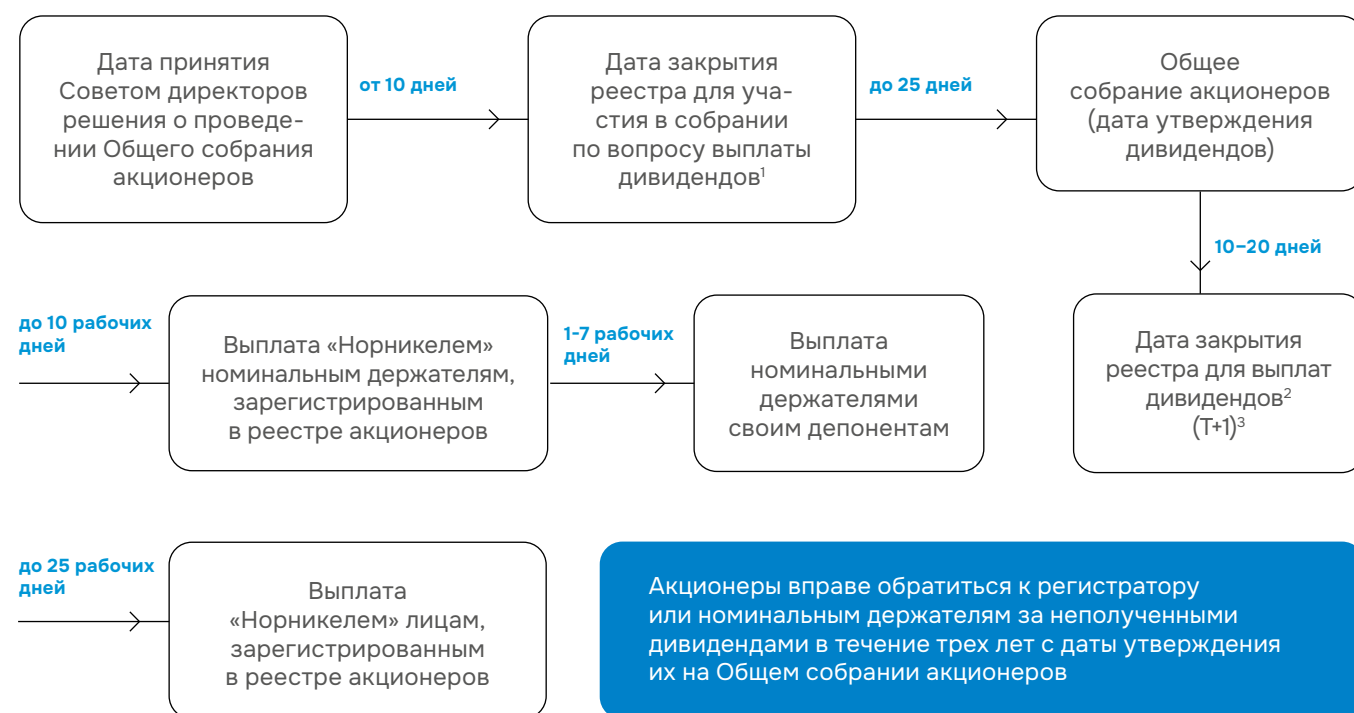 Дата принятия
Советом директоров
решения о проведе-
нии Общего собрания
акционеров
от 10 дней
Дата закрытия
реестра для уча-
стия в собрании
по вопросу выплаты
дивидендов¹
до 25 дней
Общее
собрание акционеров
(дата утверждения
дивидендов)
10–20 дней
Дата закрытия
реестра для выплат
дивидендов²
(T+1)³
до 10 рабочих
дней
Выплата «Норникелем»
номинальным держателям,
зарегистрированным
в реестре акционеров
1-7 рабочих
дней
Выплата
номинальными
держателями
своим депонентам
до 25 рабочих
дней
Выплата
«Норникелем» лицам,
зарегистрированным
в реестре акционеров
Акционеры вправе обратиться к регистратору
или номинальным держателям за неполученными
дивидендами в течение трех лет с даты утверждения
их на Общем собрании акционеров